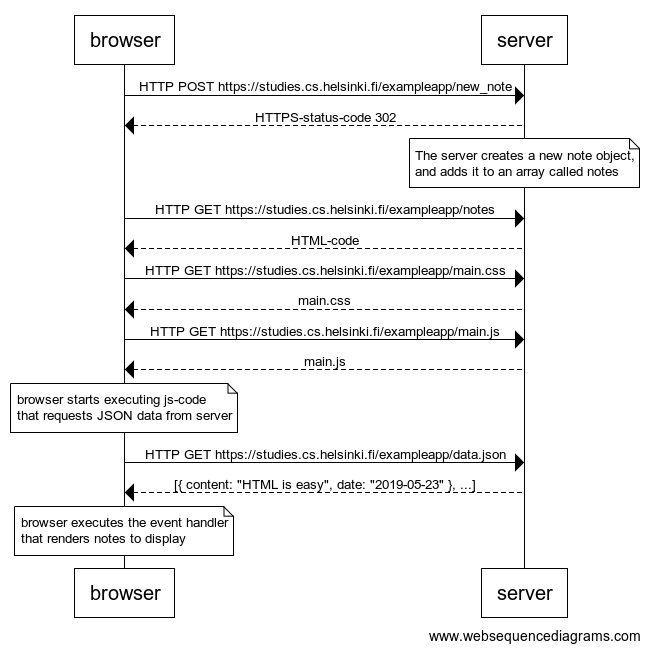 browser
server
HTTP POST https://studies.cs.helsinki.fi/exampleapp/new_note
HTTPS-status-code 302
The server creates a new note object,
and adds it to an array called notes
HTTP GET https://studies.cs.helsinki.fi/exampleapp/notes
HTML-code
HTTP GET https://studies.cs.helsinki.fi/exampleapp/main.css
main.css
HTTP GET https://studies.cs.helsinki.fi/exampleapp/main.js
main.js
browser starts executing js-code
that requests JSON data from server
HTTP GET https://studies.cs.helsinki.fi/exampleapp/data.json
[{ content: "HTML is easy", date: "2019-05-23" }, ...]
browser executes the event handler
that renders notes to display
browser
server
www.websequencediagrams.com